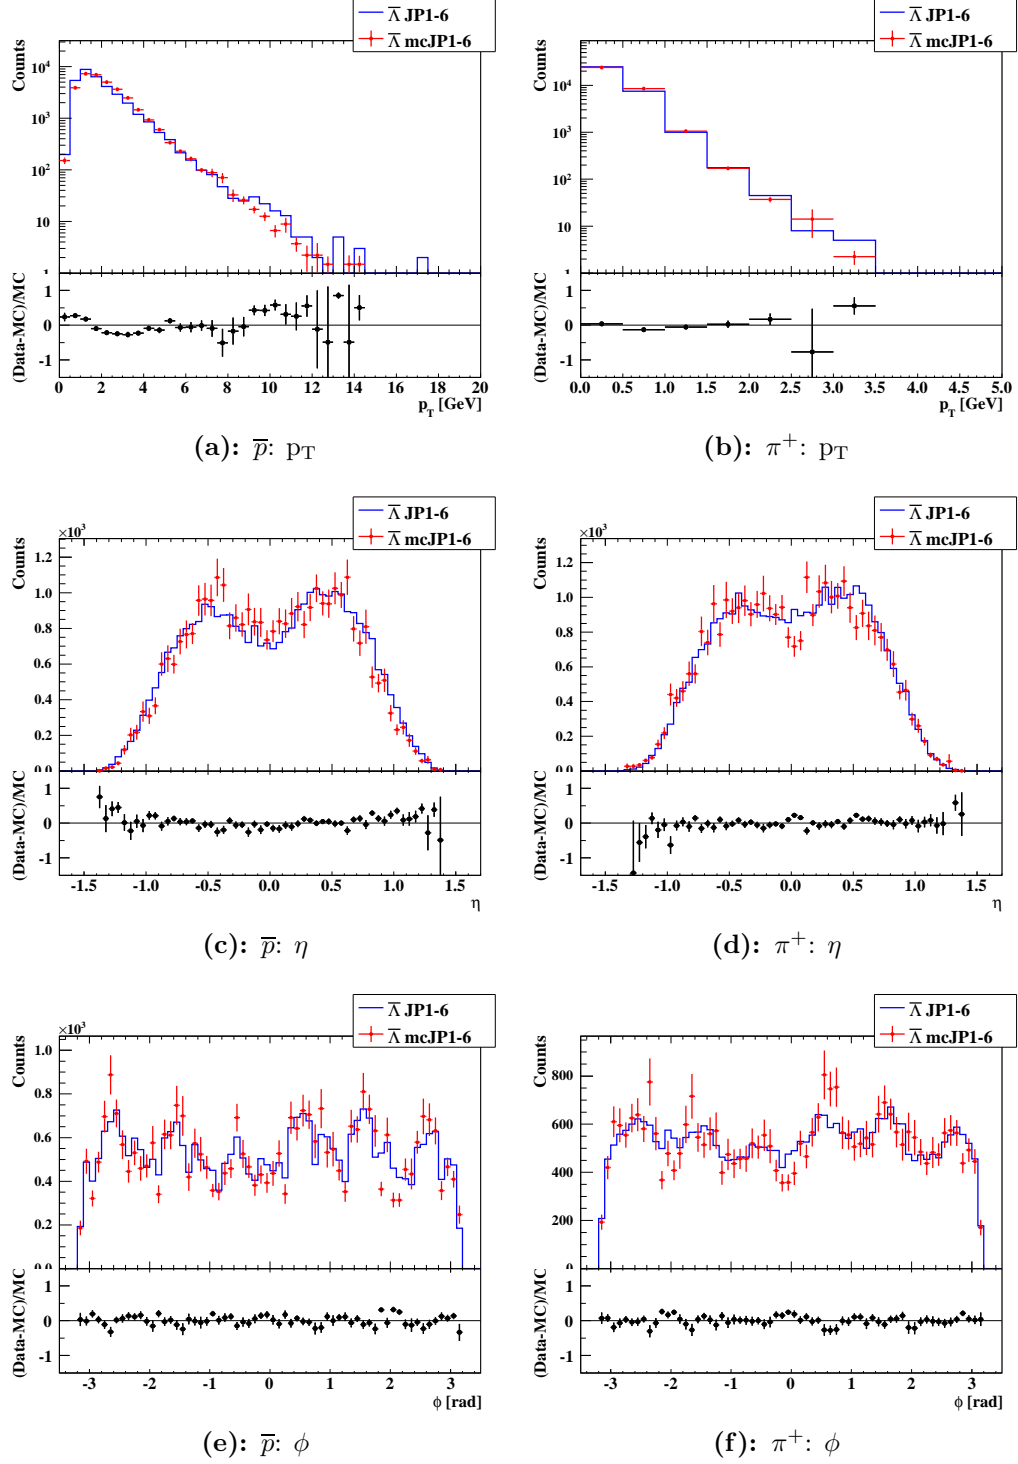 Λ̅ JP1-6
Λ̅ mcJP1-6
Counts
10⁴
10³
10²
10
1
(Data-MC)/MC
1
0
-1
0 2 4 6 8 10 12 14 16 18 20
p_T [GeV]
(a): p̅: p_T
Λ̅ JP1-6
Λ̅ mcJP1-6
Counts
10⁴
10³
10²
10
1
(Data-MC)/MC
1
0
-1
0.0 0.5 1.0 1.5 2.0 2.5 3.0 3.5 4.0 4.5 5.0
p_T [GeV]
(b): π⁺: p_T
Λ̅ JP1-6
Λ̅ mcJP1-6
×10³
Counts
1.2
1.0
0.8
0.6
0.4
0.2
0.0
(Data-MC)/MC
1
0
-1
-1.5 -1.0 -0.5 0.0 0.5 1.0 1.5
η
(c): p̅: η
Λ̅ JP1-6
Λ̅ mcJP1-6
×10³
Counts
1.2
1.0
0.8
0.6
0.4
0.2
0.0
(Data-MC)/MC
1
0
-1
-1.5 -1.0 -0.5 0.0 0.5 1.0 1.5
η
(d): π⁺: η
Λ̅ JP1-6
Λ̅ mcJP1-6
×10³
Counts
1.0
0.8
0.6
0.4
0.2
0.0
(Data-MC)/MC
1
0
-1
-3 -2 -1 0 1 2 3
ϕ [rad]
(e): p̅: ϕ
Λ̅ JP1-6
Λ̅ mcJP1-6
Counts
800
600
400
200
0
(Data-MC)/MC
1
0
-1
-3 -2 -1 0 1 2 3
ϕ [rad]
(f): π⁺: ϕ